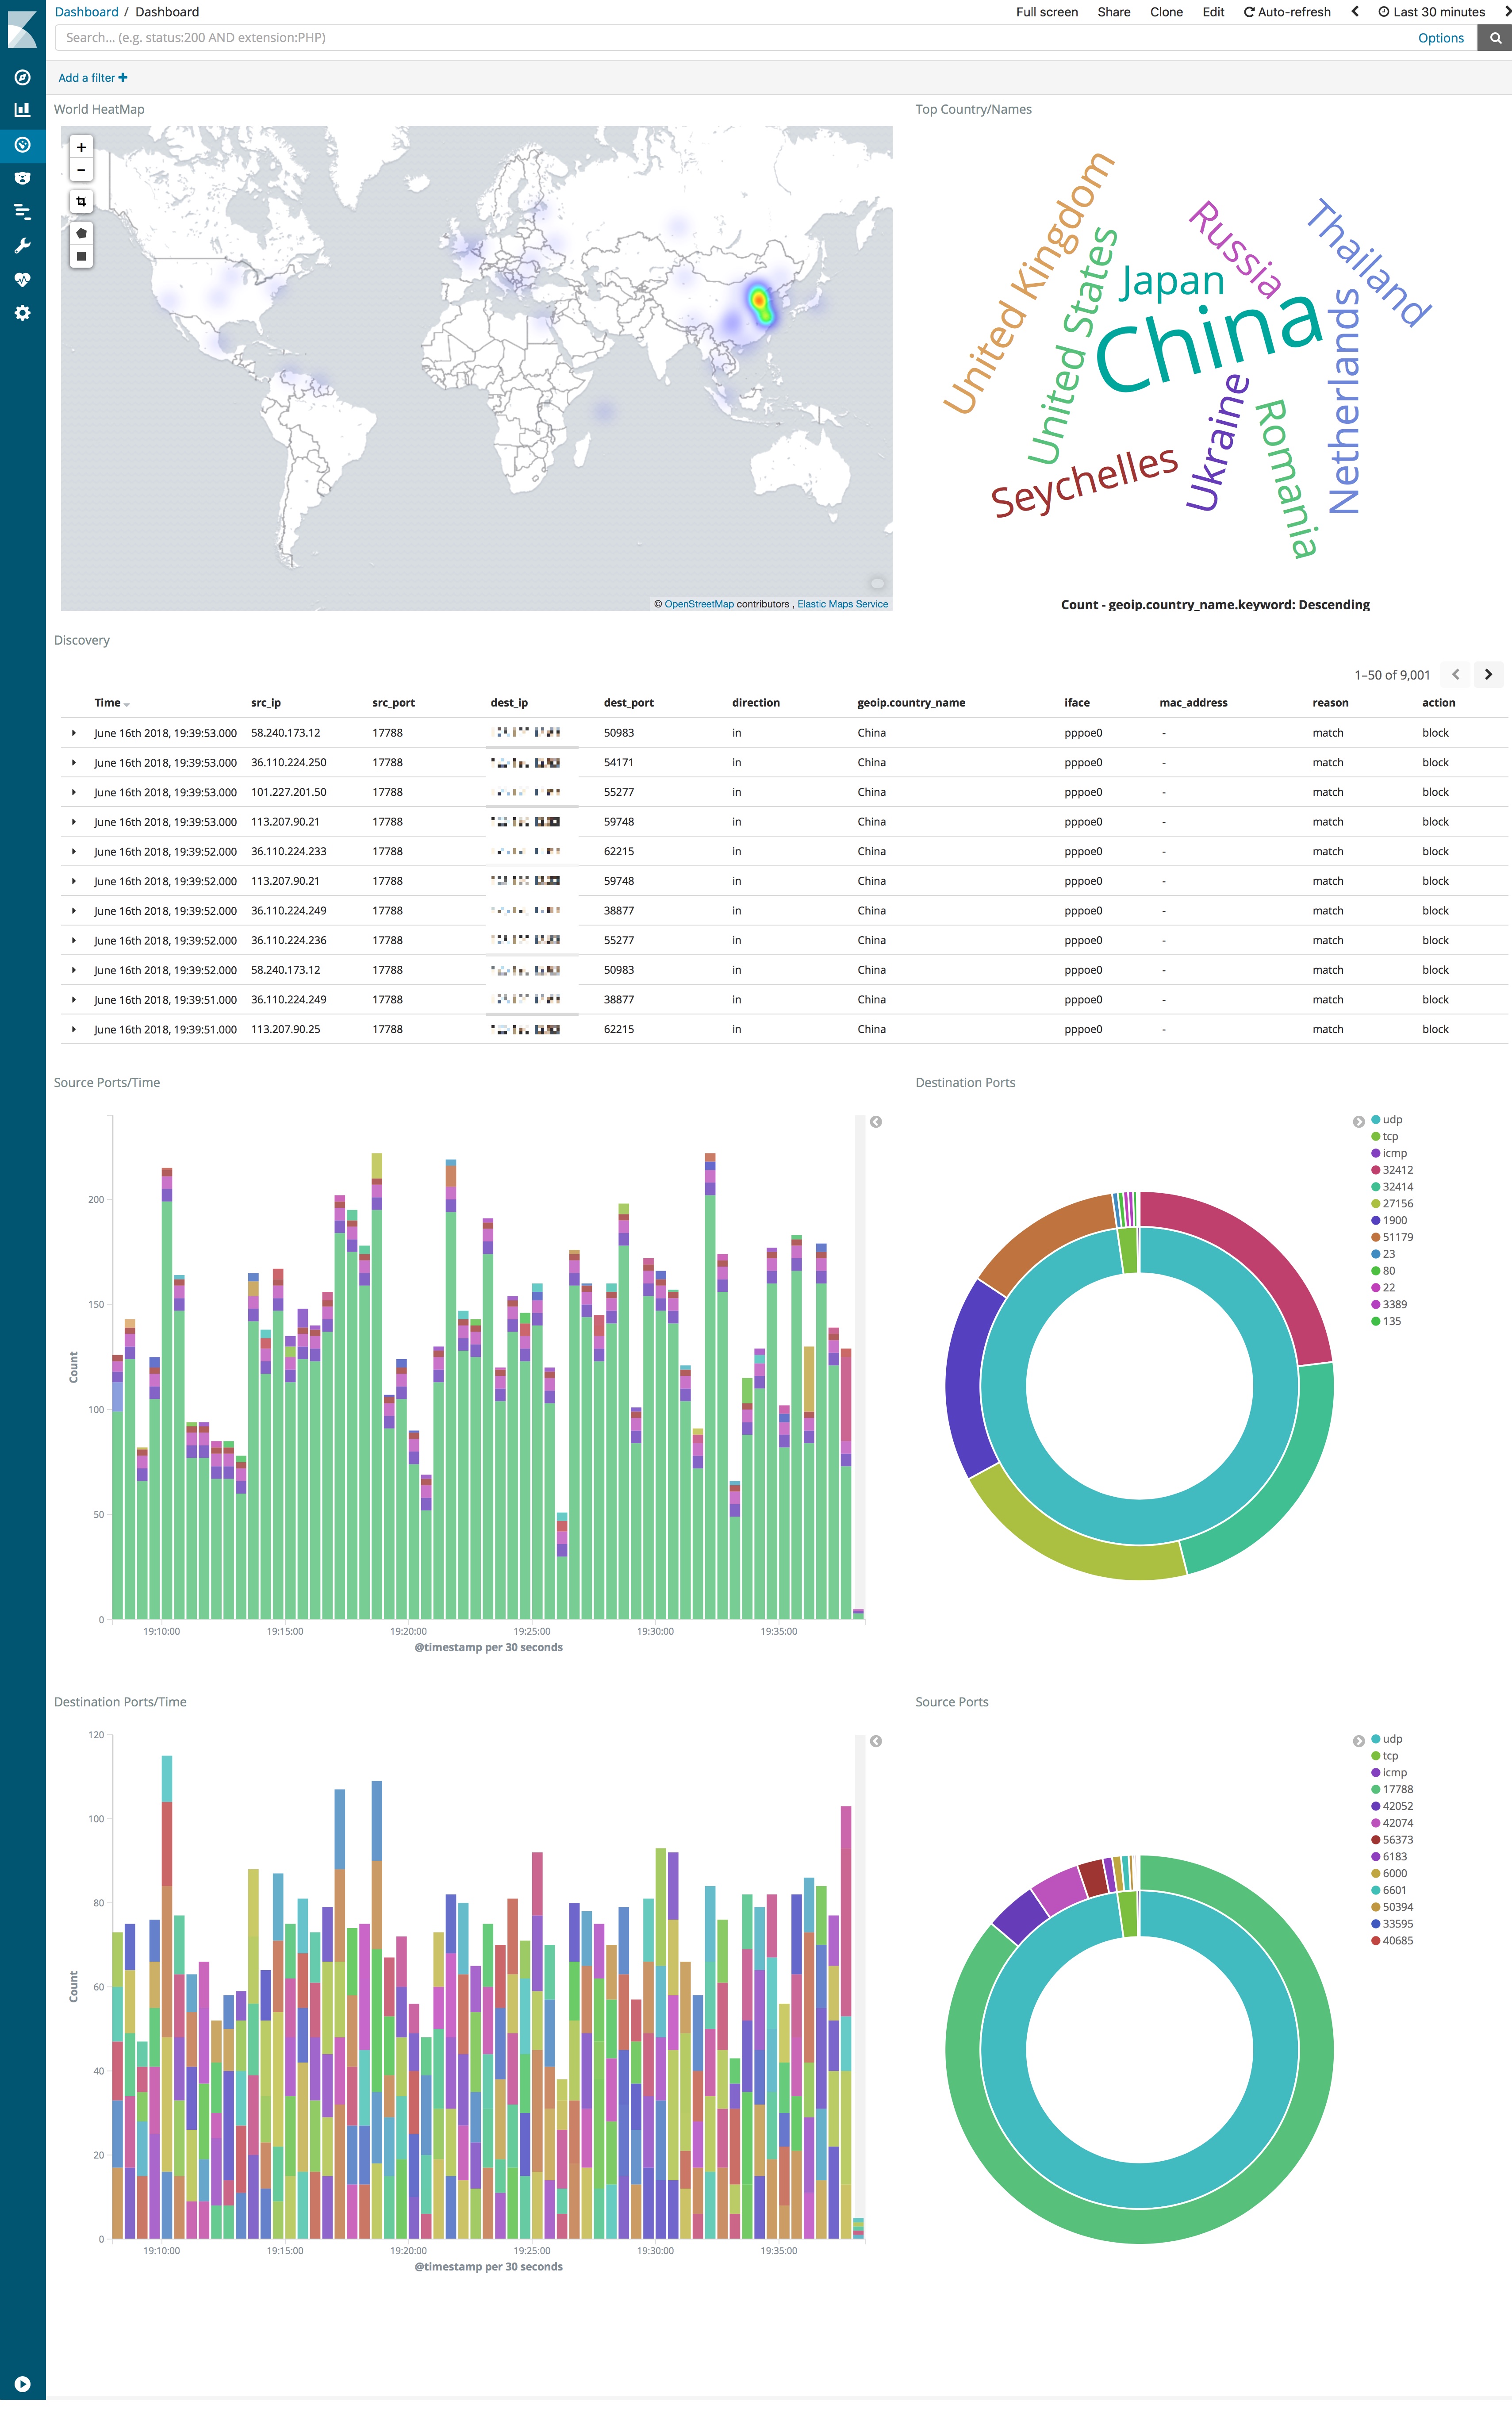 Dashboard / Dashboard
Full screen Share Clone Edit Auto-refresh Last 30 minutes
Search... (e.g. status:200 AND extension:PHP)
Options
Add a filter +
World HeatMap
Top Country/Names
+
−
© OpenStreetMap contributors , Elastic Maps Service
United Kingdom
United States
Japan
Russia
Thailand
China
Netherlands
Ukraine
Romania
Seychelles
Count - geoip.country_name.keyword: Descending
Discovery
1–50 of 9,001
Time src_ip src_port dest_ip dest_port direction geoip.country_name iface mac_address reason action
June 16th 2018, 19:39:53.000 58.240.173.12 17788 50983 in China pppoe0 - match block
June 16th 2018, 19:39:53.000 36.110.224.250 17788 54171 in China pppoe0 - match block
June 16th 2018, 19:39:53.000 101.227.201.50 17788 55277 in China pppoe0 - match block
June 16th 2018, 19:39:53.000 113.207.90.21 17788 59748 in China pppoe0 - match block
June 16th 2018, 19:39:52.000 36.110.224.233 17788 62215 in China pppoe0 - match block
June 16th 2018, 19:39:52.000 113.207.90.21 17788 59748 in China pppoe0 - match block
June 16th 2018, 19:39:52.000 36.110.224.249 17788 38877 in China pppoe0 - match block
June 16th 2018, 19:39:52.000 36.110.224.236 17788 55277 in China pppoe0 - match block
June 16th 2018, 19:39:52.000 58.240.173.12 17788 50983 in China pppoe0 - match block
June 16th 2018, 19:39:51.000 36.110.224.249 17788 38877 in China pppoe0 - match block
June 16th 2018, 19:39:51.000 113.207.90.25 17788 62215 in China pppoe0 - match block
Source Ports/Time
200
150
100
50
0
Count
19:10:00 19:15:00 19:20:00 19:25:00 19:30:00 19:35:00
@timestamp per 30 seconds
Destination Ports
udp
tcp
icmp
32412
32414
27156
1900
51179
23
80
22
3389
135
Destination Ports/Time
120
100
80
60
40
20
0
Count
19:10:00 19:15:00 19:20:00 19:25:00 19:30:00 19:35:00
@timestamp per 30 seconds
Source Ports
udp
tcp
icmp
17788
42052
42074
56373
6183
6000
6601
50394
33595
40685